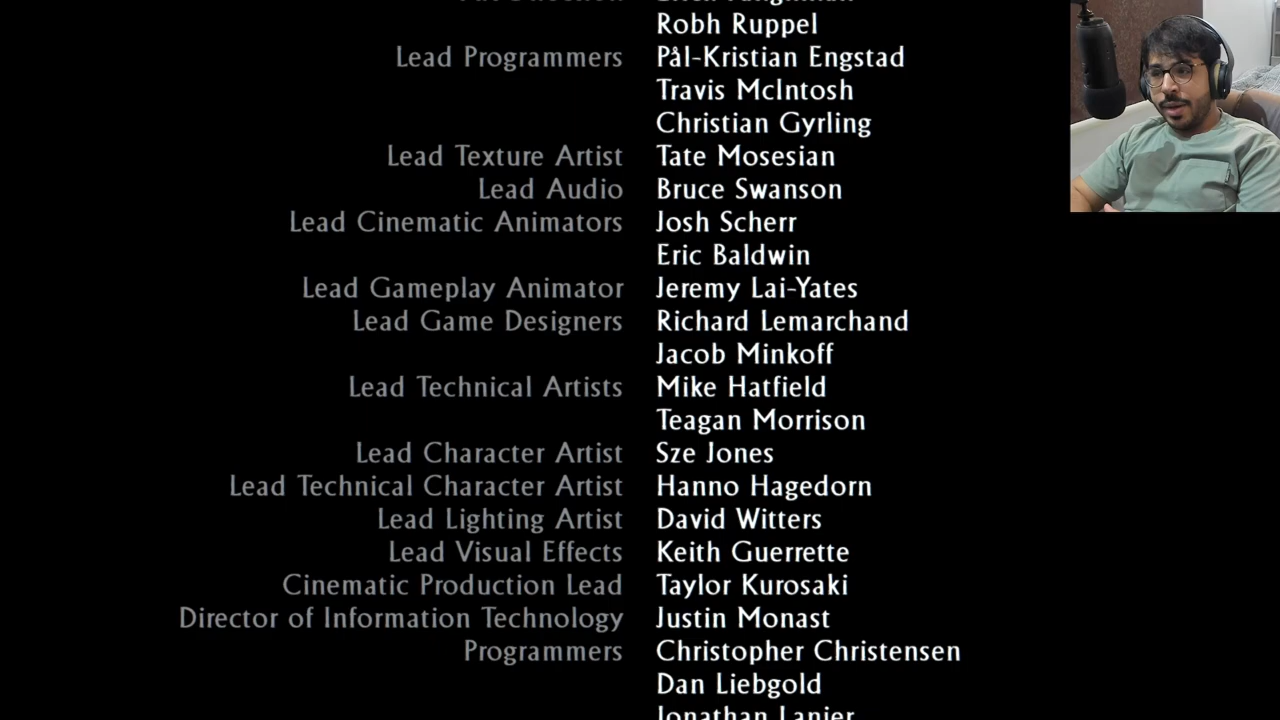 Robh Ruppel
Lead Programmers Pål-Kristian Engstad
Travis McIntosh
Christian Gyrling
Lead Texture Artist Tate Mosesian
Lead Audio Bruce Swanson
Lead Cinematic Animators Josh Scherr
Eric Baldwin
Lead Gameplay Animator Jeremy Lai-Yates
Lead Game Designers Richard Lemarchand
Jacob Minkoff
Lead Technical Artists Mike Hatfield
Teagan Morrison
Lead Character Artist Sze Jones
Lead Technical Character Artist Hanno Hagedorn
Lead Lighting Artist David Witters
Lead Visual Effects Keith Guerrette
Cinematic Production Lead Taylor Kurosaki
Director of Information Technology Justin Monast
Programmers Christopher Christensen
Dan Liebgold
Jonathan Lanier